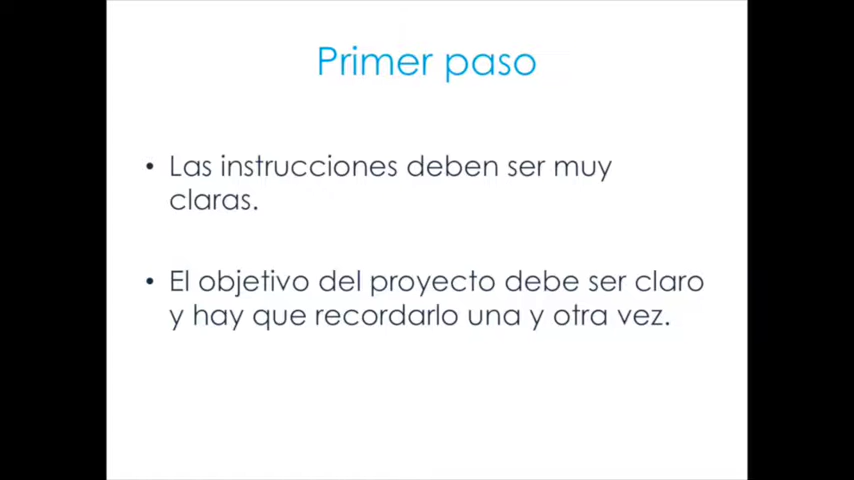 Primer paso
• Las instrucciones deben ser muy
claras.
• El objetivo del proyecto debe ser claro
y hay que recordarlo una y otra vez.